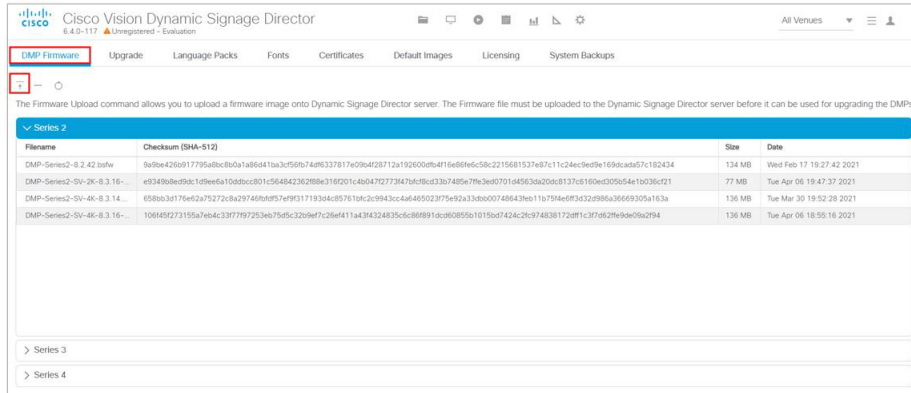 CISCO Cisco Vision Dynamic Signage Director
6.4.0-117 Unregistered - Evaluation
All Venues
DMP Firmware Upgrade Language Packs Fonts Certificates Default Images Licensing System Backups
The Firmware Upload command allows you to upload a firmware image onto Dynamic Signage Director server. The Firmware file must be uploaded to the Dynamic Signage Director server before it can be used for upgrading the DMPs
Series 2
Filename Checksum (SHA-512) Size Date
DMP-Series2-8.2.42.bsfw 134 MB Wed Feb 17 19:27:42 2021
DMP-Series2-SV-2K-8.3.16-... 77 MB Tue Apr 06 19:47:37 2021
DMP-Series2-SV-4K-8.3.14.... 136 MB Tue Mar 30 19:52:28 2021
DMP-Series2-SV-4K-8.3.16-... 136 MB Tue Apr 06 18:55:16 2021
Series 3
Series 4